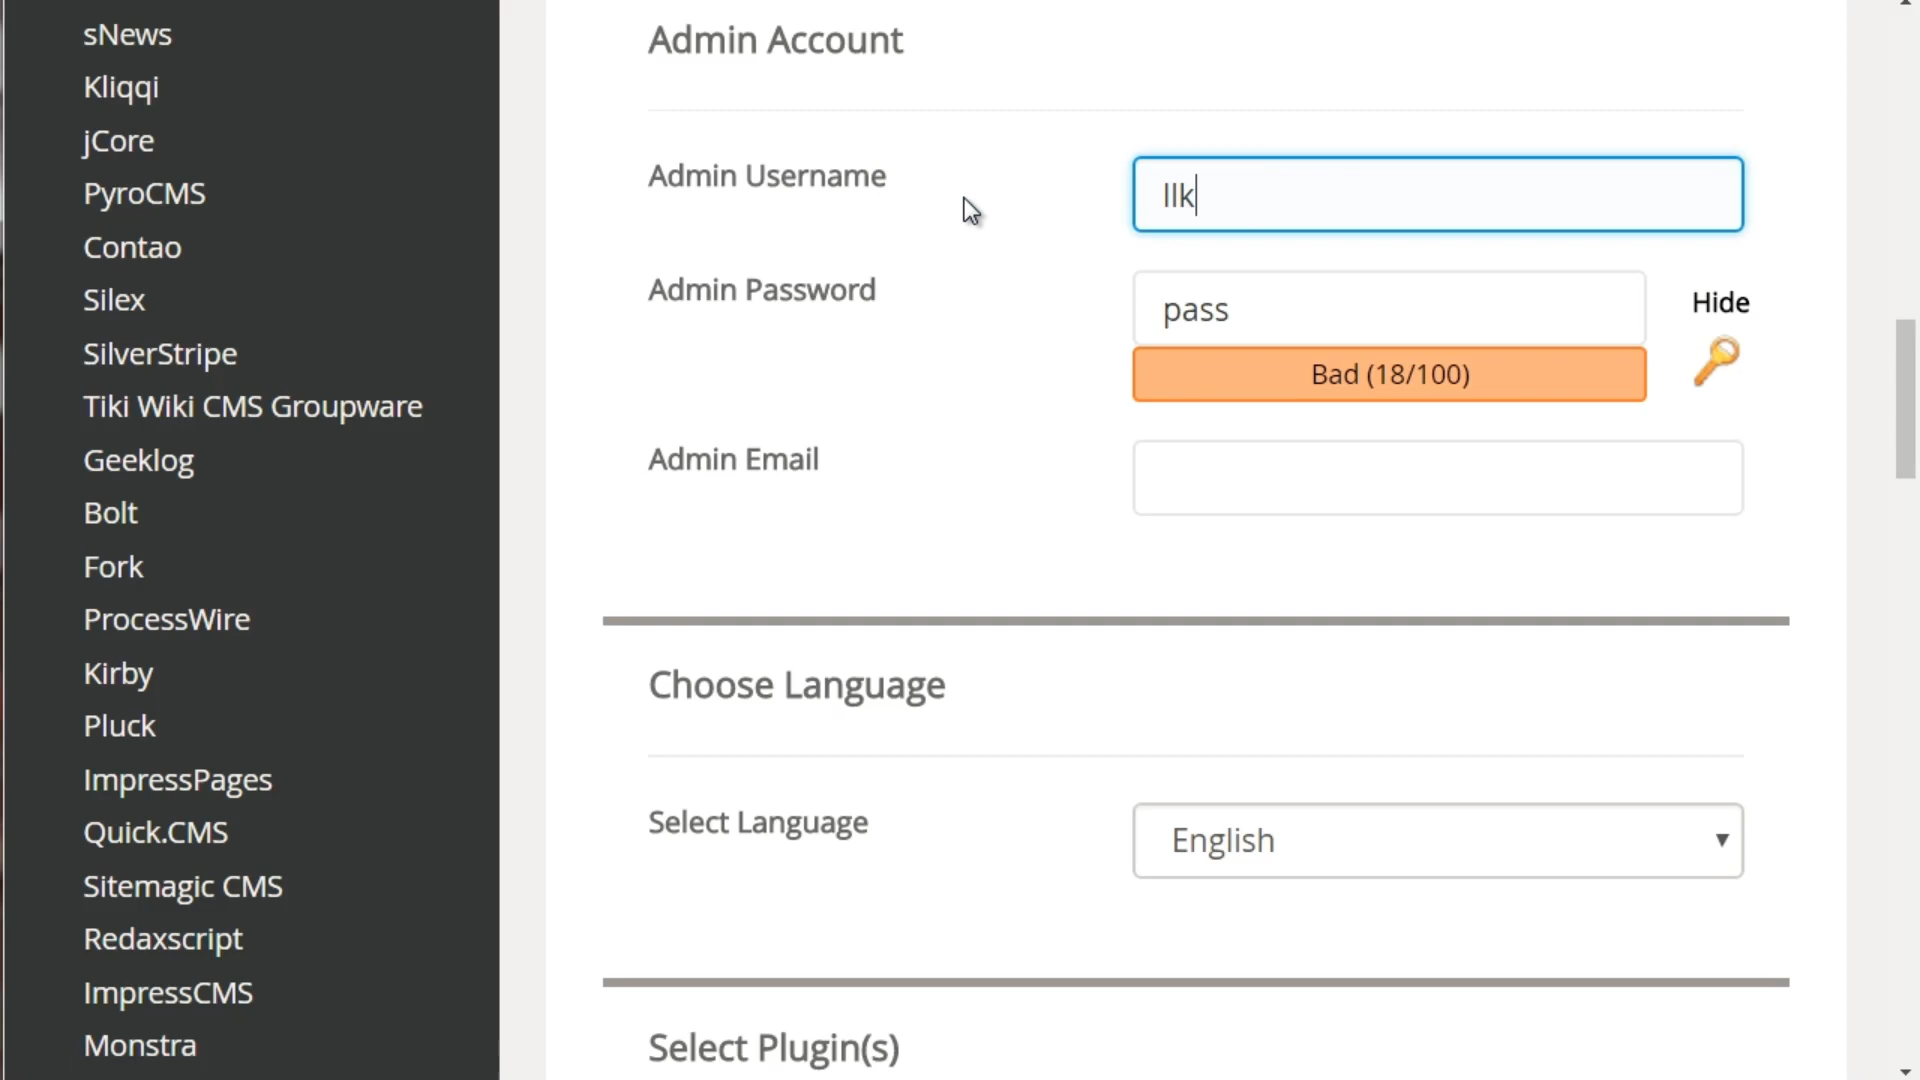 sNews
Kliqqi
jCore
PyroCMS
Contao
Silex
SilverStripe
Tiki Wiki CMS Groupware
Geeklog
Bolt
Fork
ProcessWire
Kirby
Pluck
ImpressPages
Quick.CMS
Sitemagic CMS
Redaxscript
ImpressCMS
Monstra
Admin Account
Admin Username
llk
Admin Password
pass
Hide
Bad (18/100)
Admin Email
Choose Language
Select Language
English
Select Plugin(s)